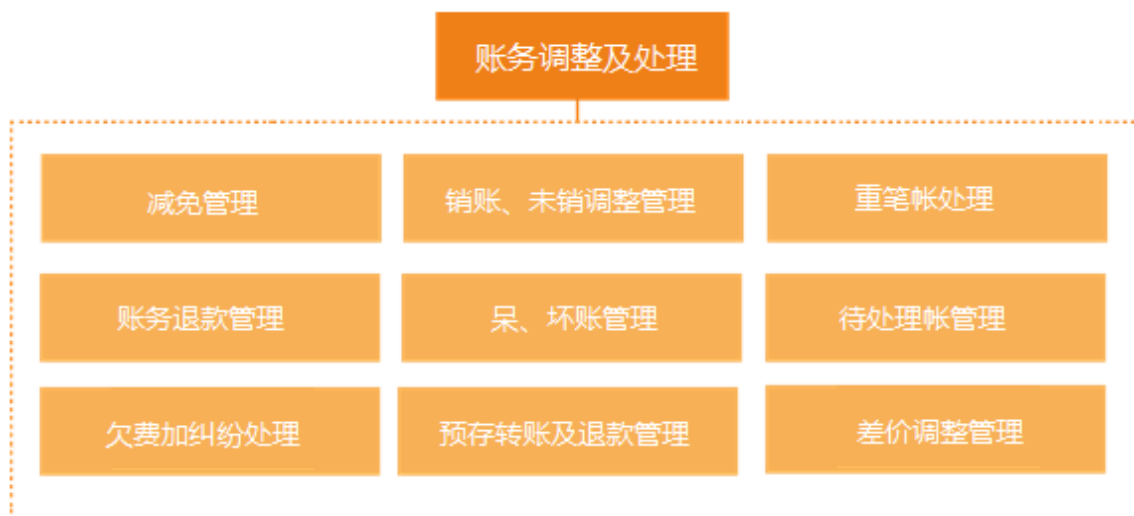 账务调整及处理
减免管理
销账、未销调整管理
重笔帐处理
账务退款管理
呆、坏账管理
待处理帐管理
欠费加纠纷处理
预存转账及退款管理
差价调整管理